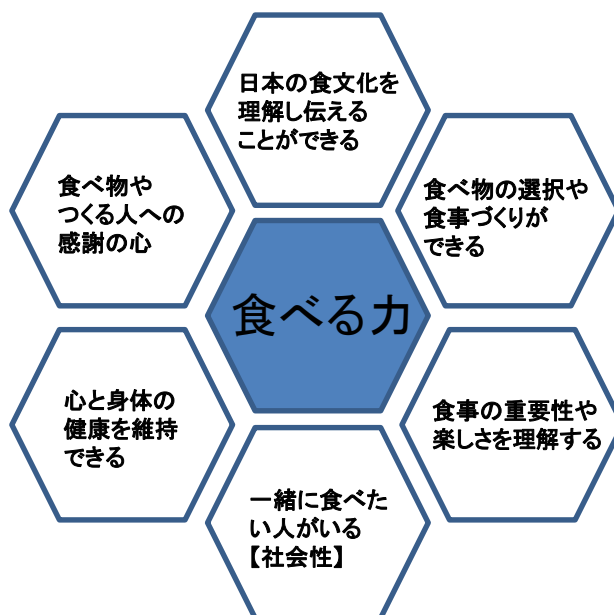 日本の食文化を
理解し伝える
ことができる
食べ物や
つくる人への
感謝の心
食べ物の選択や
食事づくりが
できる
食べる力
心と身体の
健康を維持
できる
食事の重要性や
楽しさを理解する
一緒に食べた
い人がいる
【社会性】